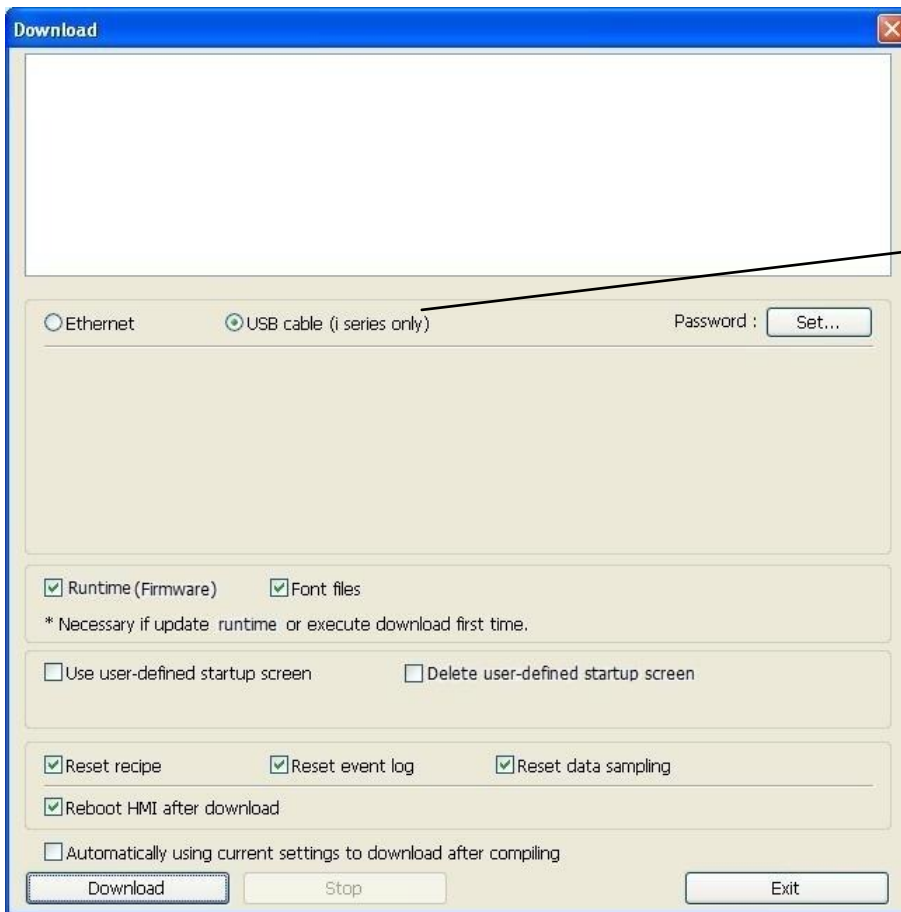 Download
Ethernet USB cable (i series only) Password : Set...
Runtime (Firmware) Font files
* Necessary if update runtime or execute download first time.
Use user-defined startup screen Delete user-defined startup screen
Reset recipe Reset event log Reset data sampling
Reboot HMI after download
Automatically using current settings to download after compiling
Download Stop Exit